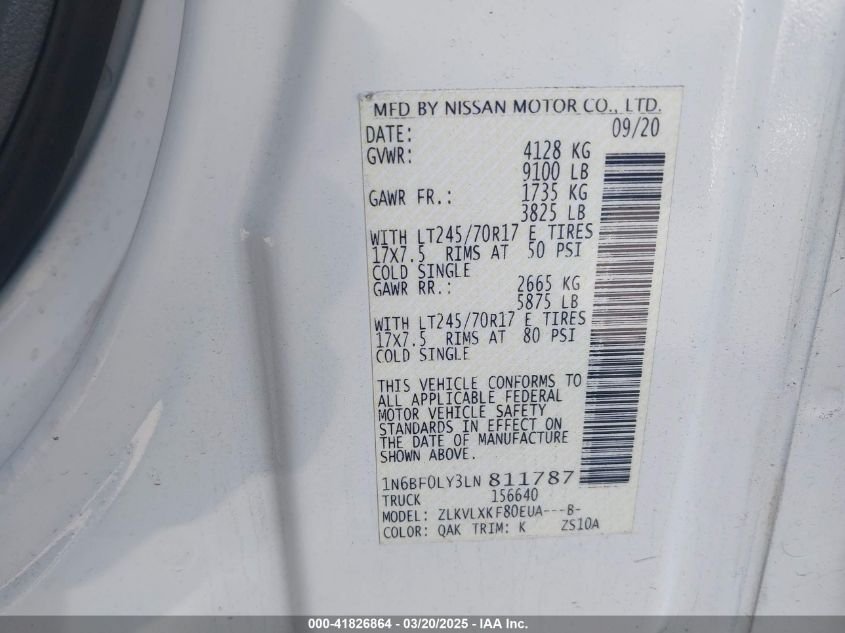 MFD BY NISSAN MOTOR CO., LTD.
DATE: 09/20
GVWR: 4128 KG
9100 LB
GAWR FR.: 1735 KG
3825 LB
WITH LT245/70R17 E TIRES
17X7.5 RIMS AT 50 PSI
COLD SINGLE
GAWR RR.: 2665 KG
5875 LB
WITH LT245/70R17 E TIRES
17X7.5 RIMS AT 80 PSI
COLD SINGLE
THIS VEHICLE CONFORMS TO
ALL APPLICABLE FEDERAL
MOTOR VEHICLE SAFETY
STANDARDS IN EFFECT ON
THE DATE OF MANUFACTURE
SHOWN ABOVE.
1N6BF0LY3LN 811787
TRUCK 156640
MODEL: ZLKVLXKF80EUA---B-
COLOR: QAK TRIM: K ZS10A
000-41826864 - 03/20/2025 - IAA Inc.